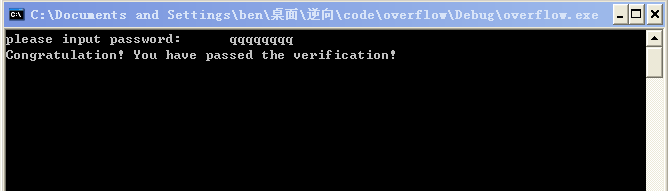 C:\Documents and Settings\ben\桌面\逆向\code\overflow\Debug\overflow.exe
please input password:      qqqqqqqq
Congratulation! You have passed the verification!